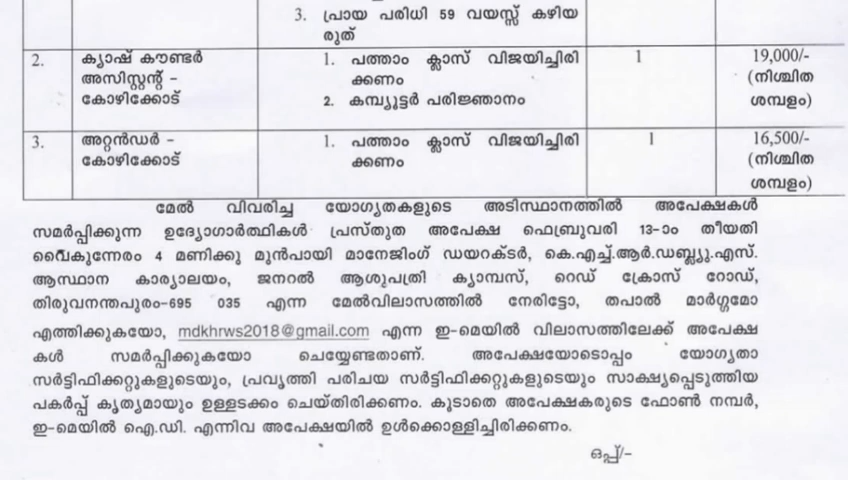 3. പ്രായ പരിധി 59 വയസ്സ് കഴിയ
രുത്
2. ക്യാഷ് കൗണ്ടർ 1. പത്താം ക്ലാസ് വിജയിച്ചിരി 1 19,000/-
അസിസ്റ്റന്റ് – ക്കണം (നിശ്ചിത
കോഴിക്കോട് 2. കമ്പ്യൂട്ടർ പരിജ്ഞാനം ശമ്പളം)
3. അറ്റൻഡർ – 1. പത്താം ക്ലാസ് വിജയിച്ചിരി 1 16,500/-
കോഴിക്കോട് ക്കണം (നിശ്ചിത
ശമ്പളം)
മേൽ വിവരിച്ച യോഗ്യതകളുടെ അടിസ്ഥാനത്തിൽ അപേക്ഷകൾ
സമർപ്പിക്കുന്ന ഉദ്യോഗാർത്ഥികൾ പ്രസ്തുത അപേക്ഷ ഫെബ്രുവരി 13-ാം തീയതി
വൈകുന്നേരം 4 മണിക്കു മുൻപായി മാനേജിംഗ് ഡയറക്ടർ, കെ.എച്ച്.ആർ.ഡബ്ല്യു.എസ്.
ആസ്ഥാന കാര്യാലയം, ജനറൽ ആശുപത്രി ക്യാമ്പസ്, റെഡ് ക്രോസ് റോഡ്,
തിരുവനന്തപുരം-695 035 എന്ന മേൽവിലാസത്തിൽ നേരിട്ടോ, തപാൽ മാർഗ്ഗമോ
എത്തിക്കുകയോ, mdkhrws2018@gmail.com എന്ന ഇ-മെയിൽ വിലാസത്തിലേക്ക് അപേക്ഷ
കൾ സമർപ്പിക്കുകയോ ചെയ്യേണ്ടതാണ്. അപേക്ഷയോടൊപ്പം യോഗ്യതാ
സർട്ടിഫിക്കറ്റുകളുടെയും, പ്രവൃത്തി പരിചയ സർട്ടിഫിക്കറ്റുകളുടെയും സാക്ഷ്യപ്പെടുത്തിയ
പകർപ്പ് കൃത്യമായും ഉള്ളടക്കം ചെയ്തിരിക്കണം. കൂടാതെ അപേക്ഷകരുടെ ഫോൺ നമ്പർ,
ഇ-മെയിൽ ഐ.ഡി. എന്നിവ അപേക്ഷയിൽ ഉൾക്കൊള്ളിച്ചിരിക്കണം.
ഒപ്പ്/-